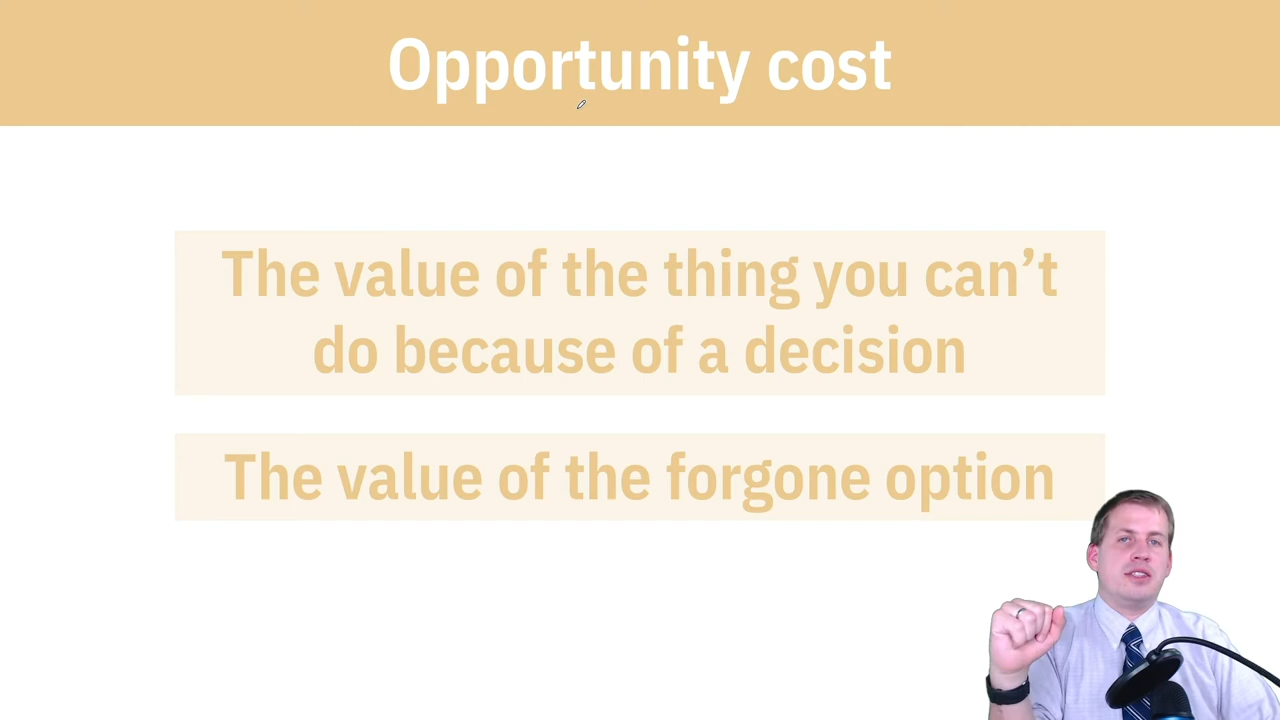 Opportunity cost
The value of the thing you can’t
do because of a decision
The value of the forgone option